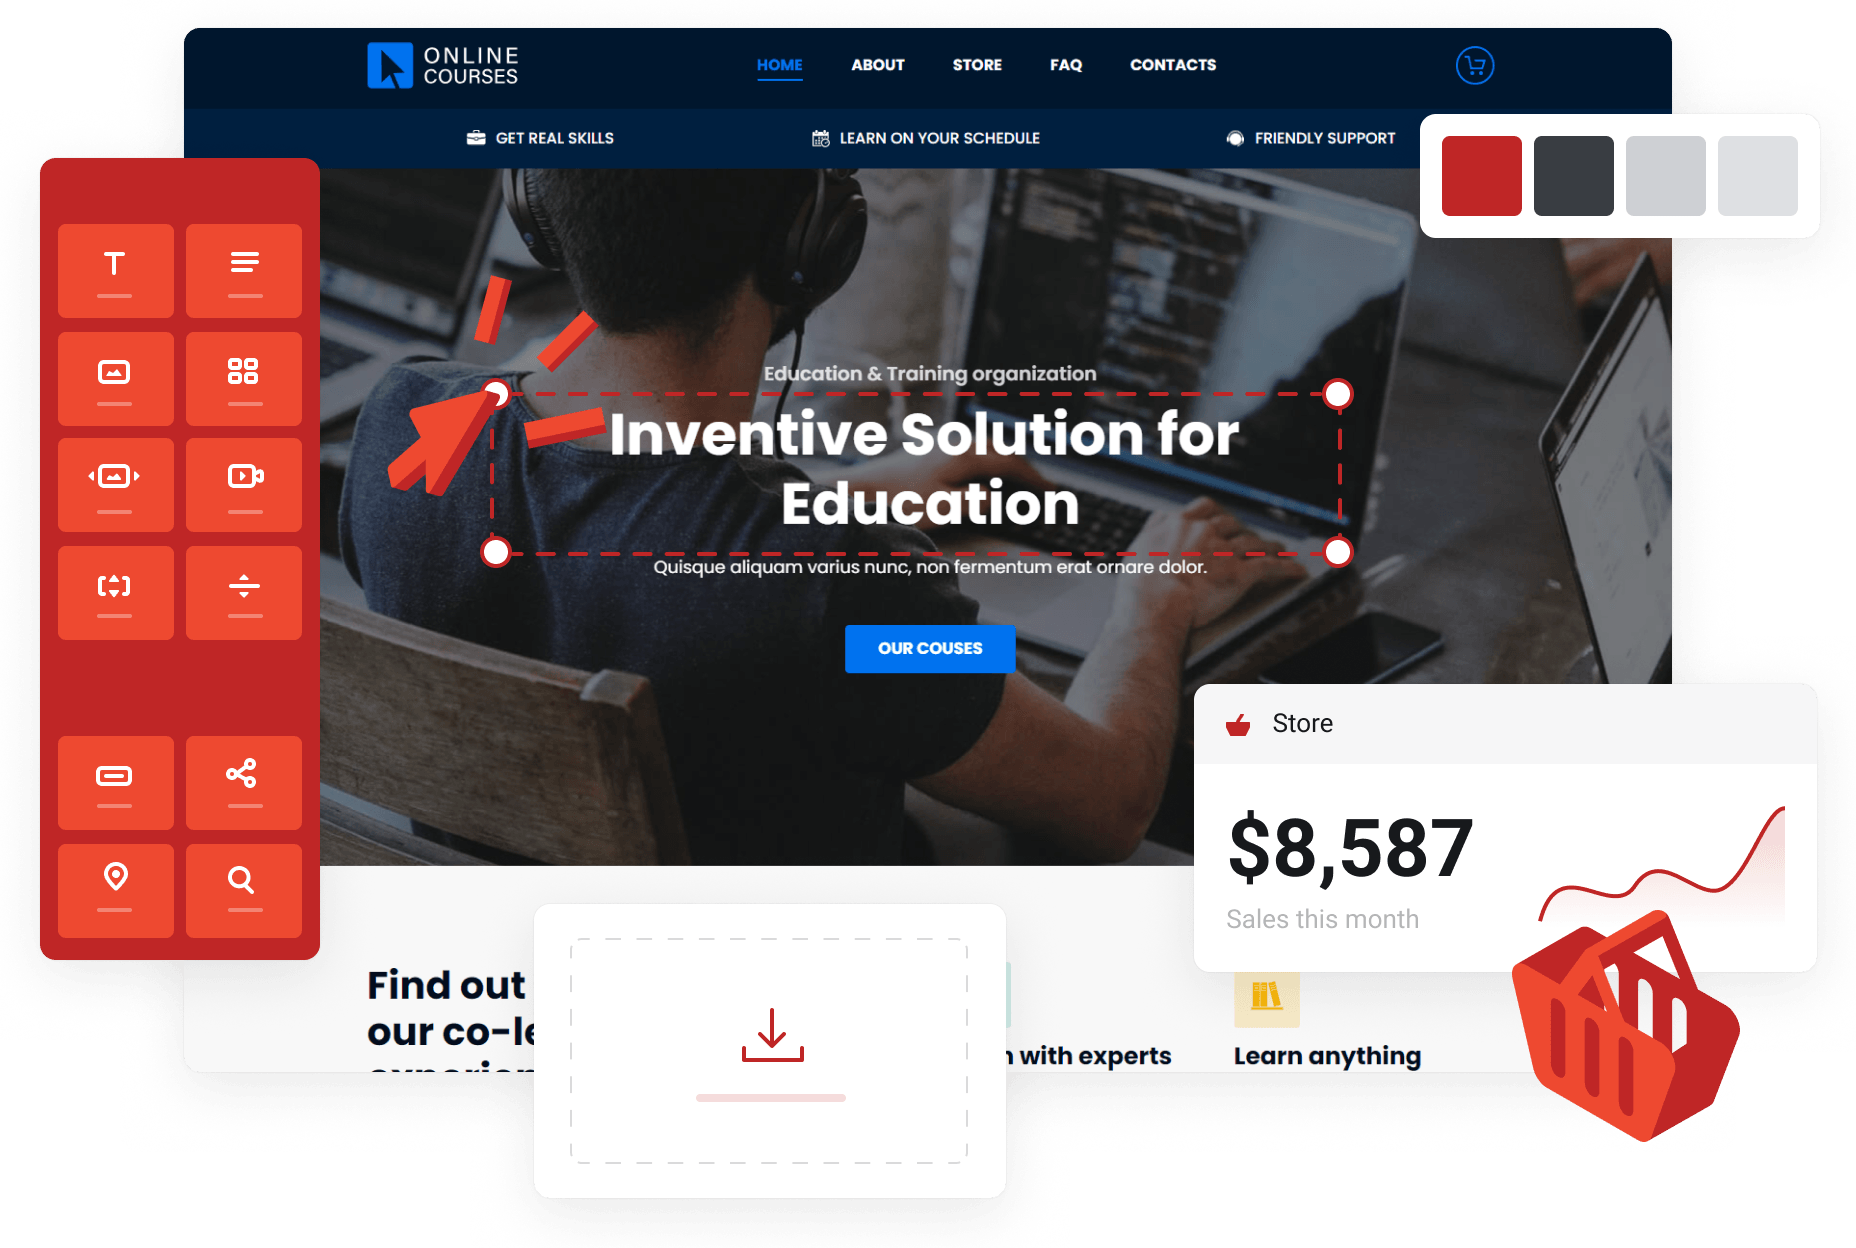 ONLINE
COURSES
HOME
ABOUT
STORE
FAQ
CONTACTS
GET REAL SKILLS
LEARN ON YOUR SCHEDULE
FRIENDLY SUPPORT
Education & Training organization
Inventive Solution for
Education
Quisque aliquam varius nunc, non fermentum erat ornare dolor.
OUR COUSES
Store
$8,587
Sales this month
Find out
our co-le
with experts
Learn anything